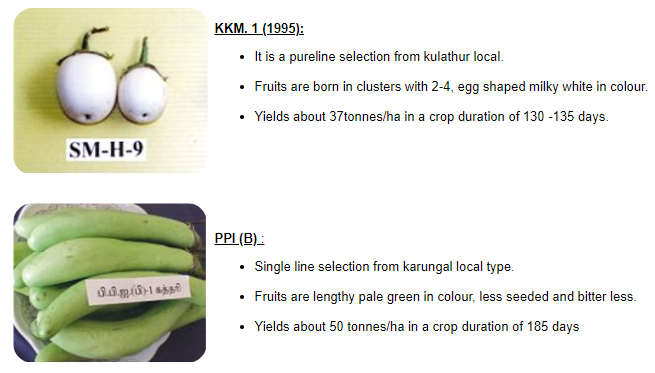 KKM. 1 (1995):
It is a pureline selection from kulathur local.
Fruits are born in clusters with 2-4, egg shaped milky white in colour.
Yields about 37tonnes/ha in a crop duration of 130 -135 days.
SM-H-9
PPI (B) :
Single line selection from karungal local type.
Fruits are lengthy pale green in colour, less seeded and bitter less.
Yields about 50 tonnes/ha in a crop duration of 185 days
பி.பி.ஐ.(பி)-1 கத்தரி